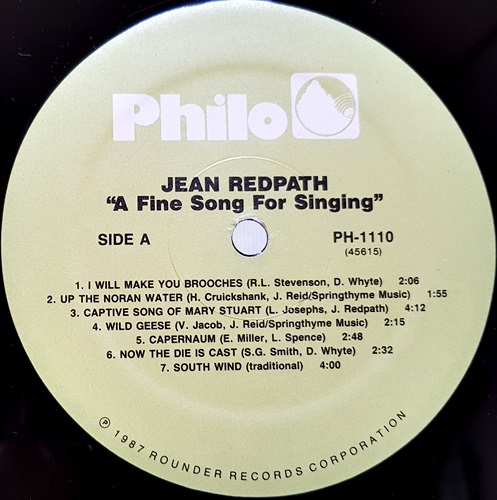 Philo
JEAN REDPATH
"A Fine Song For Singing"
SIDE A PH-1110
(45615)
1. I WILL MAKE YOU BROOCHES (R.L. Stevenson, D. Whyte) 2:06
2. UP THE NORAN WATER (H. Cruickshank, J. Reid/Springthyme Music) 1:55
3. CAPTIVE SONG OF MARY STUART (L. Josephs, J. Redpath) 4:12
4. WILD GEESE (V. Jacob, J. Reid/Springthyme Music) 2:15
5. CAPERNAUM (E. Miller, L. Spence) 2:48
6. NOW THE DIE IS CAST (S.G. Smith, D. Whyte) 2:32
7. SOUTH WIND (traditional) 4:00
℗ 1987 ROUNDER RECORDS CORPORATION